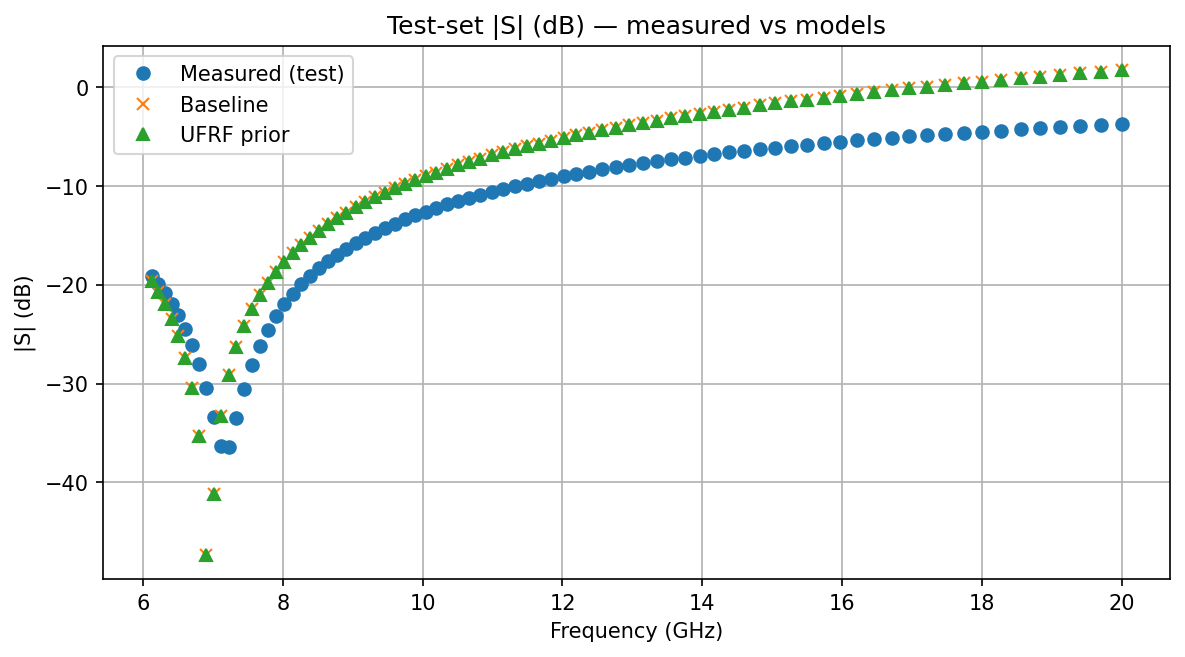 Test-set |S| (dB) — measured vs models
Measured (test)
Baseline
UFRF prior
|S| (dB)
0
−10
−20
−30
−40
6
8
10
12
14
16
18
20
Frequency (GHz)